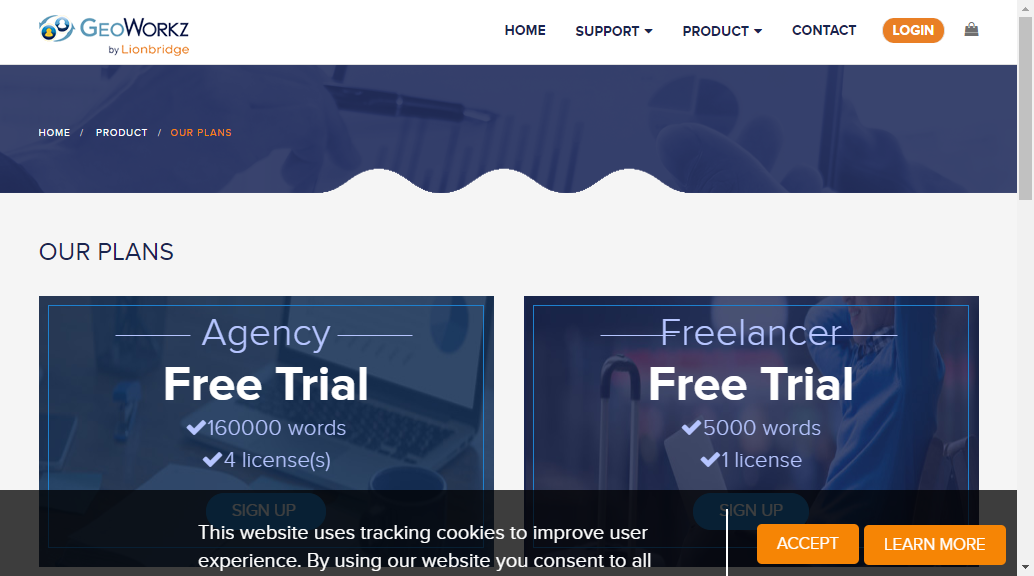 GEOWORKZ
by Lionbridge
HOME
SUPPORT
PRODUCT
CONTACT
LOGIN
HOME / PRODUCT / OUR PLANS
OUR PLANS
Agency
Free Trial
160000 words
4 license(s)
SIGN UP
Freelancer
Free Trial
5000 words
1 license
SIGN UP
This website uses tracking cookies to improve user
experience. By using our website you consent to all
ACCEPT
LEARN MORE